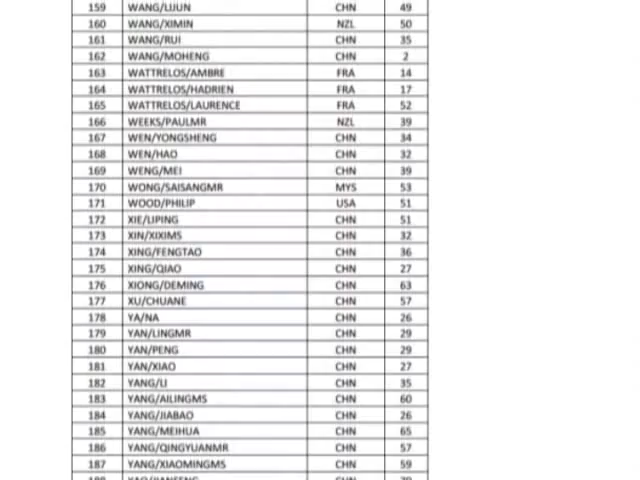 159 WANG/LIJUN CHN 49
160 WANG/XIMIN NZL 50
161 WANG/RUI CHN 35
162 WANG/MOHENG CHN 2
163 WATTRELOS/AMBRE FRA 14
164 WATTRELOS/HADRIEN FRA 17
165 WATTRELOS/LAURENCE FRA 52
166 WEEKS/PAULMR NZL 39
167 WEN/YONGSHENG CHN 34
168 WEN/HAO CHN 32
169 WENG/MEI CHN 39
170 WONG/SAISANGMR MYS 53
171 WOOD/PHILIP USA 51
172 XIE/LIPING CHN 51
173 XIN/XIXIMS CHN 32
174 XING/FENGTAO CHN 36
175 XING/QIAO CHN 27
176 XIONG/DEMING CHN 63
177 XU/CHUANE CHN 57
178 YA/NA CHN 26
179 YAN/LINGMR CHN 29
180 YAN/PENG CHN 29
181 YAN/XIAO CHN 27
182 YANG/LI CHN 35
183 YANG/AILINGMS CHN 60
184 YANG/JIABAO CHN 26
185 YANG/MEIHUA CHN 65
186 YANG/QINGYUANMR CHN 57
187 YANG/XIAOMINGMS CHN 59